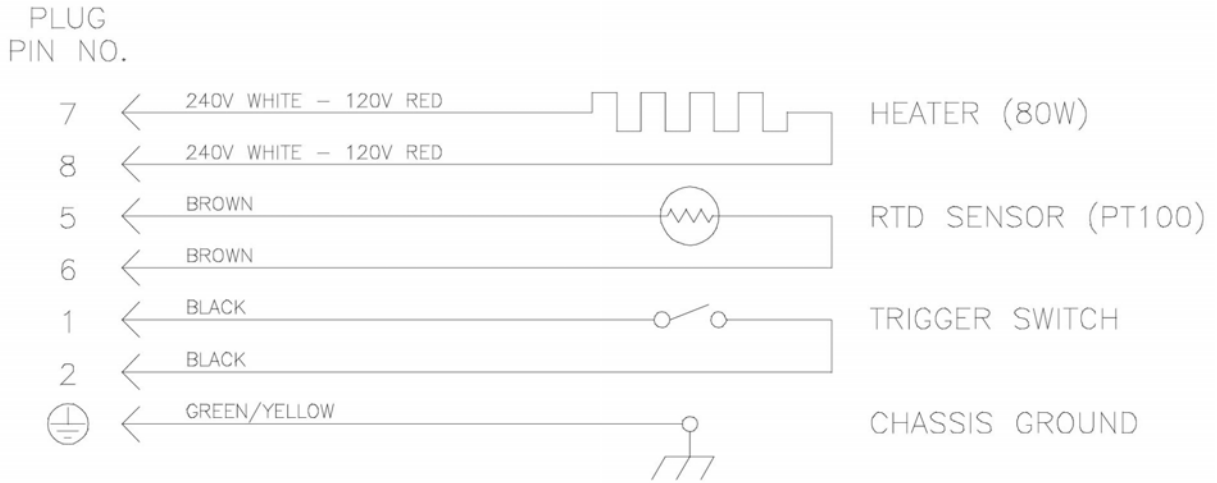 PLUG
PIN NO.
7 240V WHITE – 120V RED HEATER (80W)
8 240V WHITE – 120V RED
5 BROWN RTD SENSOR (PT100)
6 BROWN
1 BLACK TRIGGER SWITCH
2 BLACK
GREEN/YELLOW CHASSIS GROUND